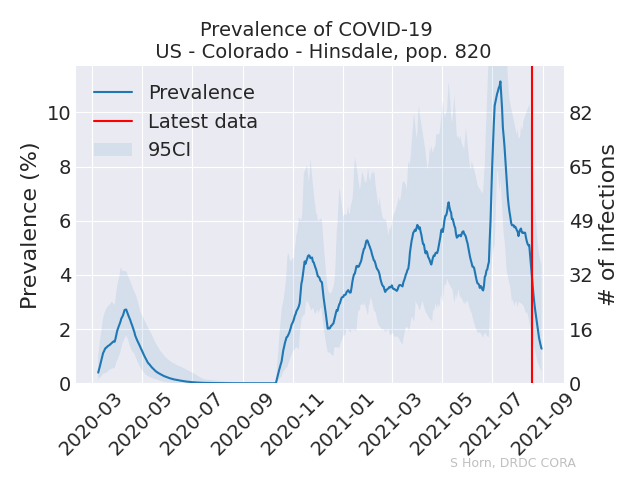 Prevalence of COVID-19
US - Colorado - Hinsdale, pop. 820
Prevalence
Latest data
95CI
Prevalence (%)
10
8
6
4
2
0
82
65
49
32
16
0
# of infections
2020-03
2020-05
2020-07
2020-09
2020-11
2021-01
2021-03
2021-05
2021-07
2021-09
S Horn, DRDC CORA